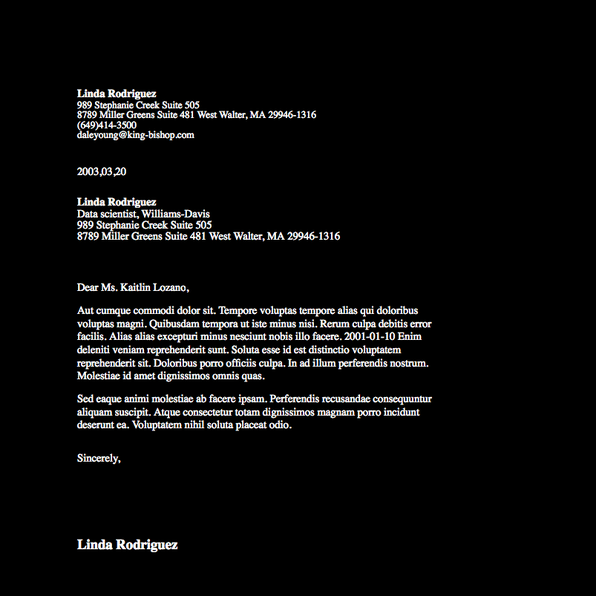 Linda Rodriguez
989 Stephanie Creek Suite 505
8789 Miller Greens Suite 481 West Walter, MA 29946-1316
(649)414-3500
daleyoung@king-bishop.com
2003,03,20
Linda Rodriguez
Data scientist, Williams-Davis
989 Stephanie Creek Suite 505
8789 Miller Greens Suite 481 West Walter, MA 29946-1316
Dear Ms. Kaitlin Lozano,
Aut cumque commodi dolor sit. Tempore voluptas tempore alias qui doloribus
voluptas magni. Quibusdam tempora ut iste minus nisi. Rerum culpa debitis error
facilis. Alias alias excepturi minus nesciunt nobis illo facere. 2001-01-10 Enim
deleniti veniam reprehenderit sunt. Soluta esse id est distinctio voluptatem
reprehenderit sit. Doloribus porro officiis culpa. In ad illum perferendis nostrum.
Molestiae id amet dignissimos omnis quas.
Sed eaque animi molestiae ab facere ipsam. Perferendis recusandae consequuntur
aliquam suscipit. Atque consectetur totam dignissimos magnam porro incidunt
deserunt ea. Voluptatem nihil soluta placeat odio.
Sincerely,
Linda Rodriguez